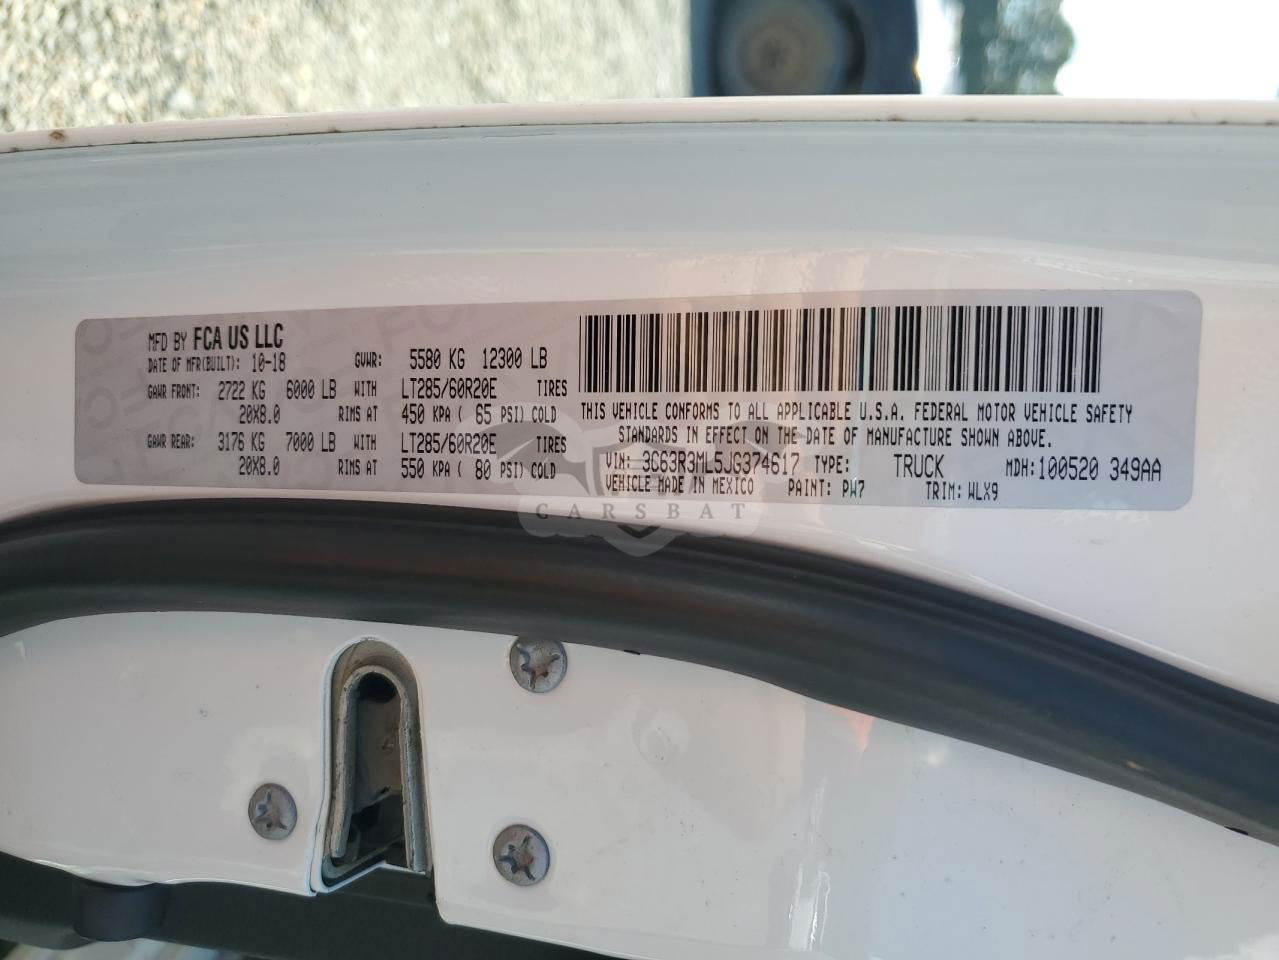 MFD BY FCA US LLC
DATE OF MFR(BUILT): 10-18 GVWR: 5580 KG 12300 LB
GAWR FRONT: 2722 KG 6000 LB WITH LT285/60R20E TIRES
20X8.0 RIMS AT 450 KPA ( 65 PSI) COLD
GAWR REAR: 3176 KG 7000 LB WITH LT285/60R20E TIRES
20X8.0 RIMS AT 550 KPA ( 80 PSI) COLD
THIS VEHICLE CONFORMS TO ALL APPLICABLE U.S.A. FEDERAL MOTOR VEHICLE SAFETY
STANDARDS IN EFFECT ON THE DATE OF MANUFACTURE SHOWN ABOVE.
VIN: 3C63R3ML5JG374617 TYPE: TRUCK MDH:100520 349AA
VEHICLE MADE IN MEXICO PAINT: PW7 TRIM: WLX9
CARSBAT